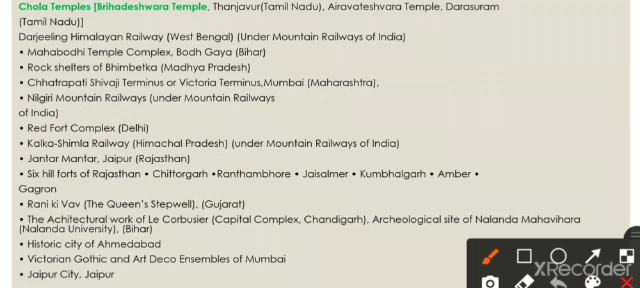 Chola Temples [Brihadeshwara Temple, Thanjavur(Tamil Nadu), Airavateshvara Temple, Darasuram
(Tamil Nadu)]
Darjeeling Himalayan Railway (West Bengal) (Under Mountain Railways of India)
• Mahabodhi Temple Complex, Bodh Gaya (Bihar)
• Rock shelters of Bhimbetka (Madhya Pradesh)
• Chhatrapati Shivaji Terminus or Victoria Terminus,Mumbai (Maharashtra),
• Nilgiri Mountain Railways (under Mountain Railways
of India)
• Red Fort Complex (Delhi)
• Kalka-Shimla Railway (Himachal Pradesh) (under Mountain Railways of India)
• Jantar Mantar, Jaipur (Rajasthan)
• Six hill forts of Rajasthan • Chittorgarh •Ranthambhore • Jaisalmer • Kumbhalgarh • Amber •
Gagron
• Rani ki Vav (The Queen's Stepwell), (Gujarat)
• The Achitectural work of Le Corbusier (Capital Complex, Chandigarh), Archeological site of Nalanda Mahavihara
(Nalanda University), (Bihar)
• Historic city of Ahmedabad
• Victorian Gothic and Art Deco Ensembles of Mumbai
• Jaipur City, Jaipur
XRecorder